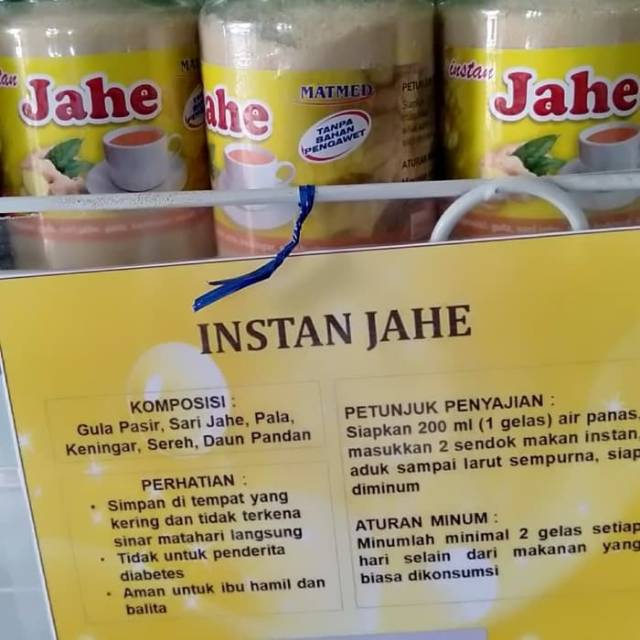 instan
Jahe
MATMED
TANPA
BAHAN
PENGAWET
instan
Jahe
INSTAN JAHE
KOMPOSISI :
Gula Pasir, Sari Jahe, Pala,
Keningar, Sereh, Daun Pandan
PERHATIAN :
• Simpan di tempat yang
kering dan tidak terkena
sinar matahari langsung
• Tidak untuk penderita
diabetes
• Aman untuk ibu hamil dan
balita
PETUNJUK PENYAJIAN :
Siapkan 200 ml (1 gelas) air panas,
masukkan 2 sendok makan instan,
aduk sampai larut sempurna, siap
diminum
ATURAN MINUM :
Minumlah minimal 2 gelas setiap
hari selain dari makanan yang
biasa dikonsumsi